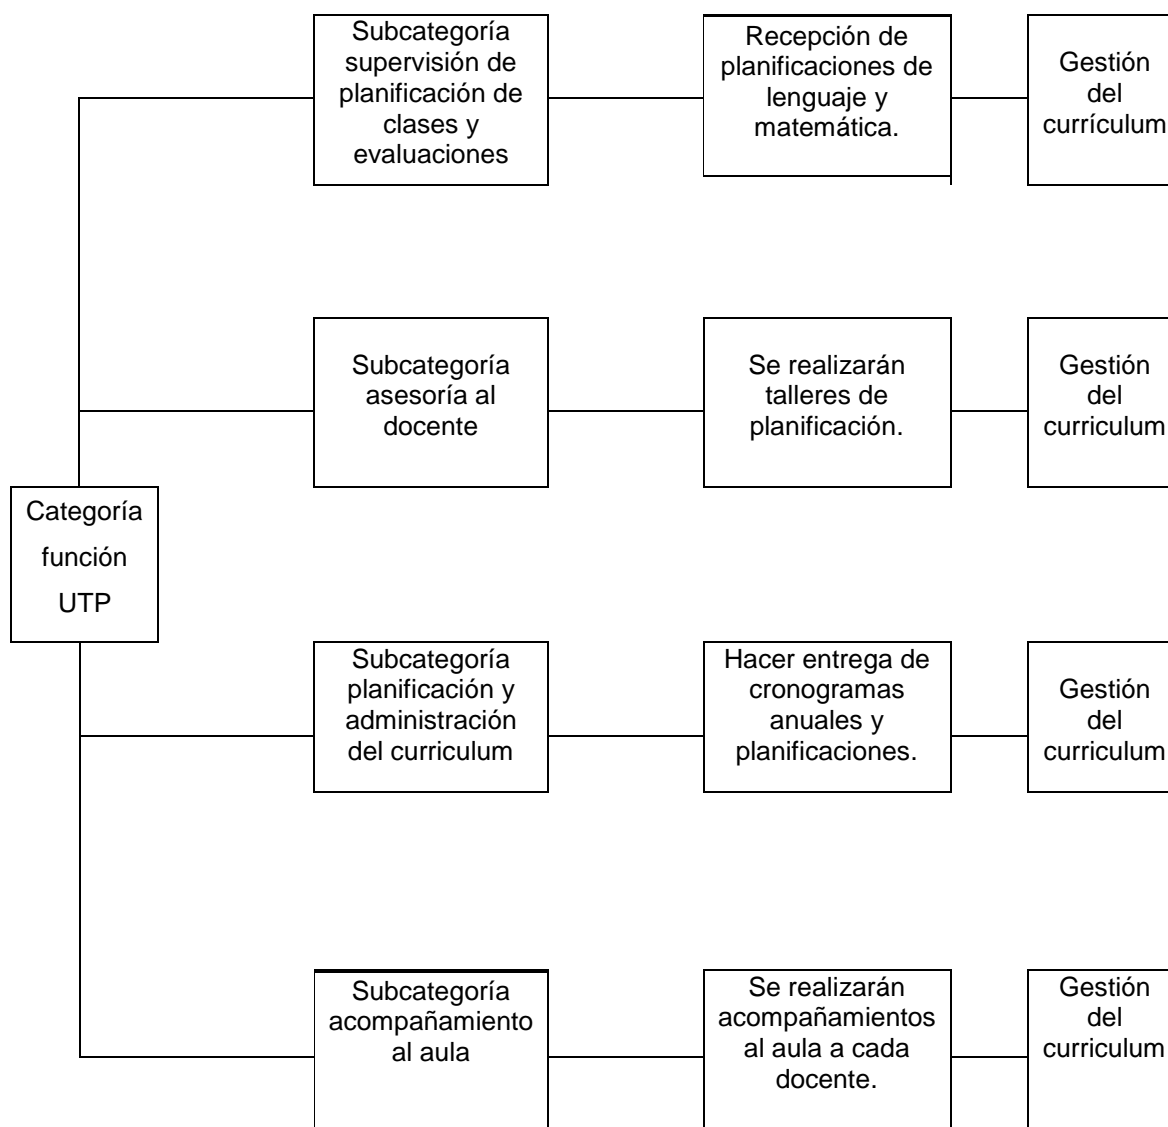 Subcategoría
supervisión de
planificación de
clases y
evaluaciones
Recepción de
planificaciones de
lenguaje y
matemática.
Gestión
del
currículum
Subcategoría
asesoría al
docente
Se realizarán
talleres de
planificación.
Gestión
del
curriculum
Categoría
función
UTP
Subcategoría
planificación y
administración
del curriculum
Hacer entrega de
cronogramas
anuales y
planificaciones.
Gestión
del
curriculum
Subcategoría
acompañamiento
al aula
Se realizarán
acompañamientos
al aula a cada
docente.
Gestión
del
curriculum